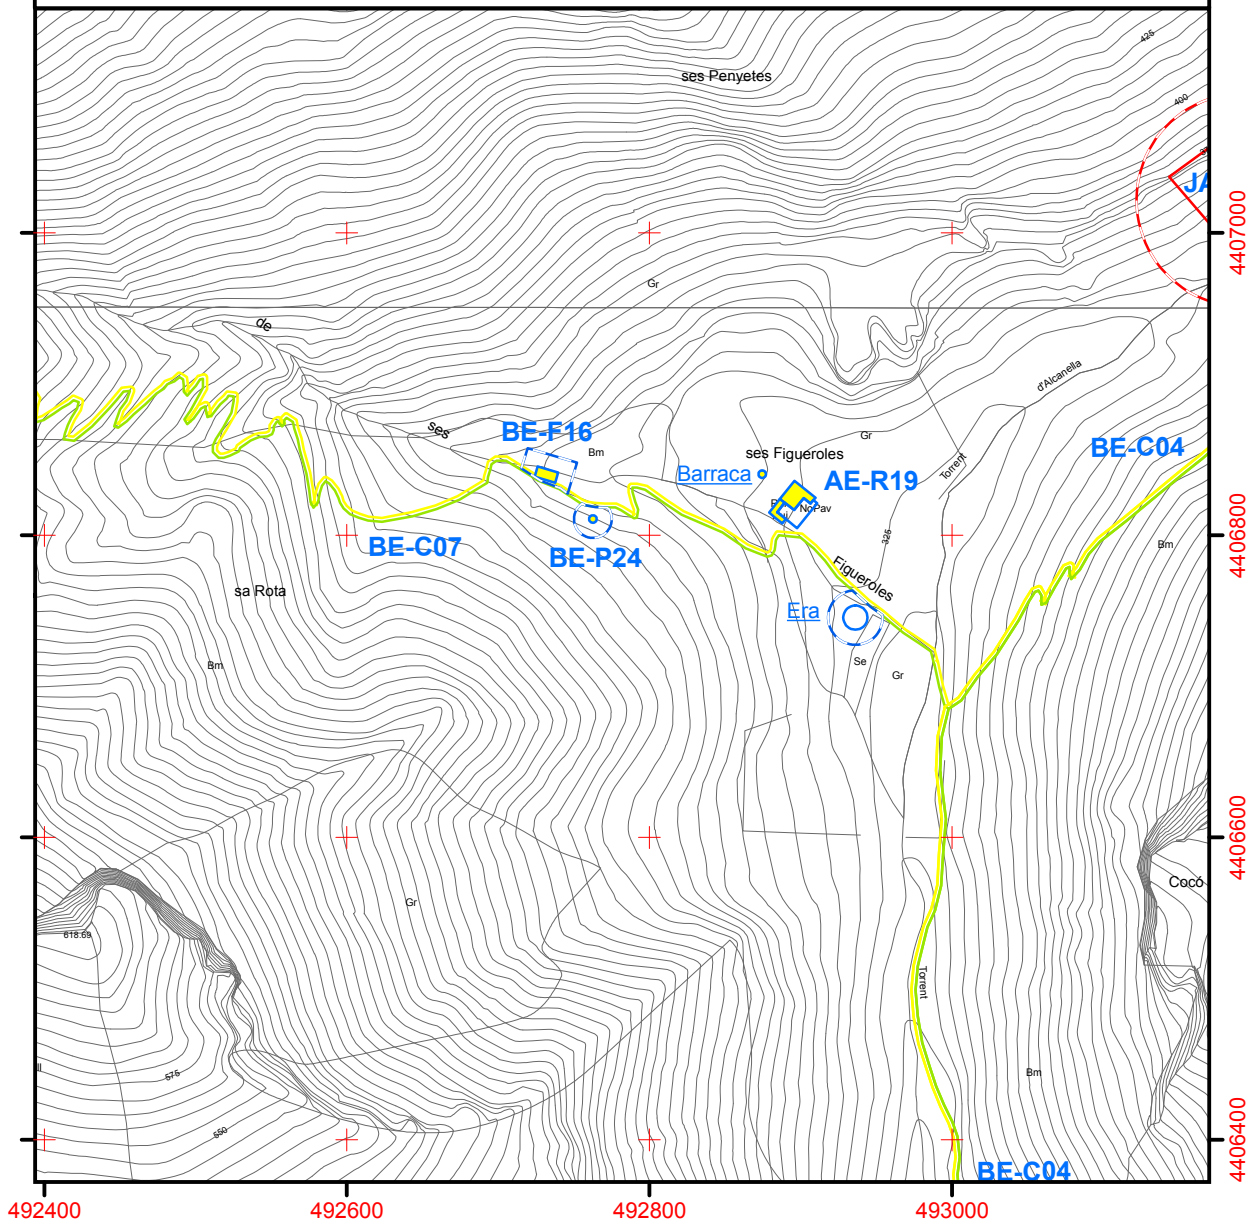 425
ses Penyetes
400
JA
4407000
Gr
de
d'Alcanella
ses
BE-F16
Bm
Gr
BE-C04
ses Figueroles
Barraca
Torrent
AE-R19
NoPav
325
4406800
Bm
BE-C07
BE-P24
Figueroles
sa Rota
Era
Bm
Se
Gr
4406600
Cocó
Gr
618.69
Torrent
575
Bm
550
4406400
BE-C04
492400
492600
492800
493000